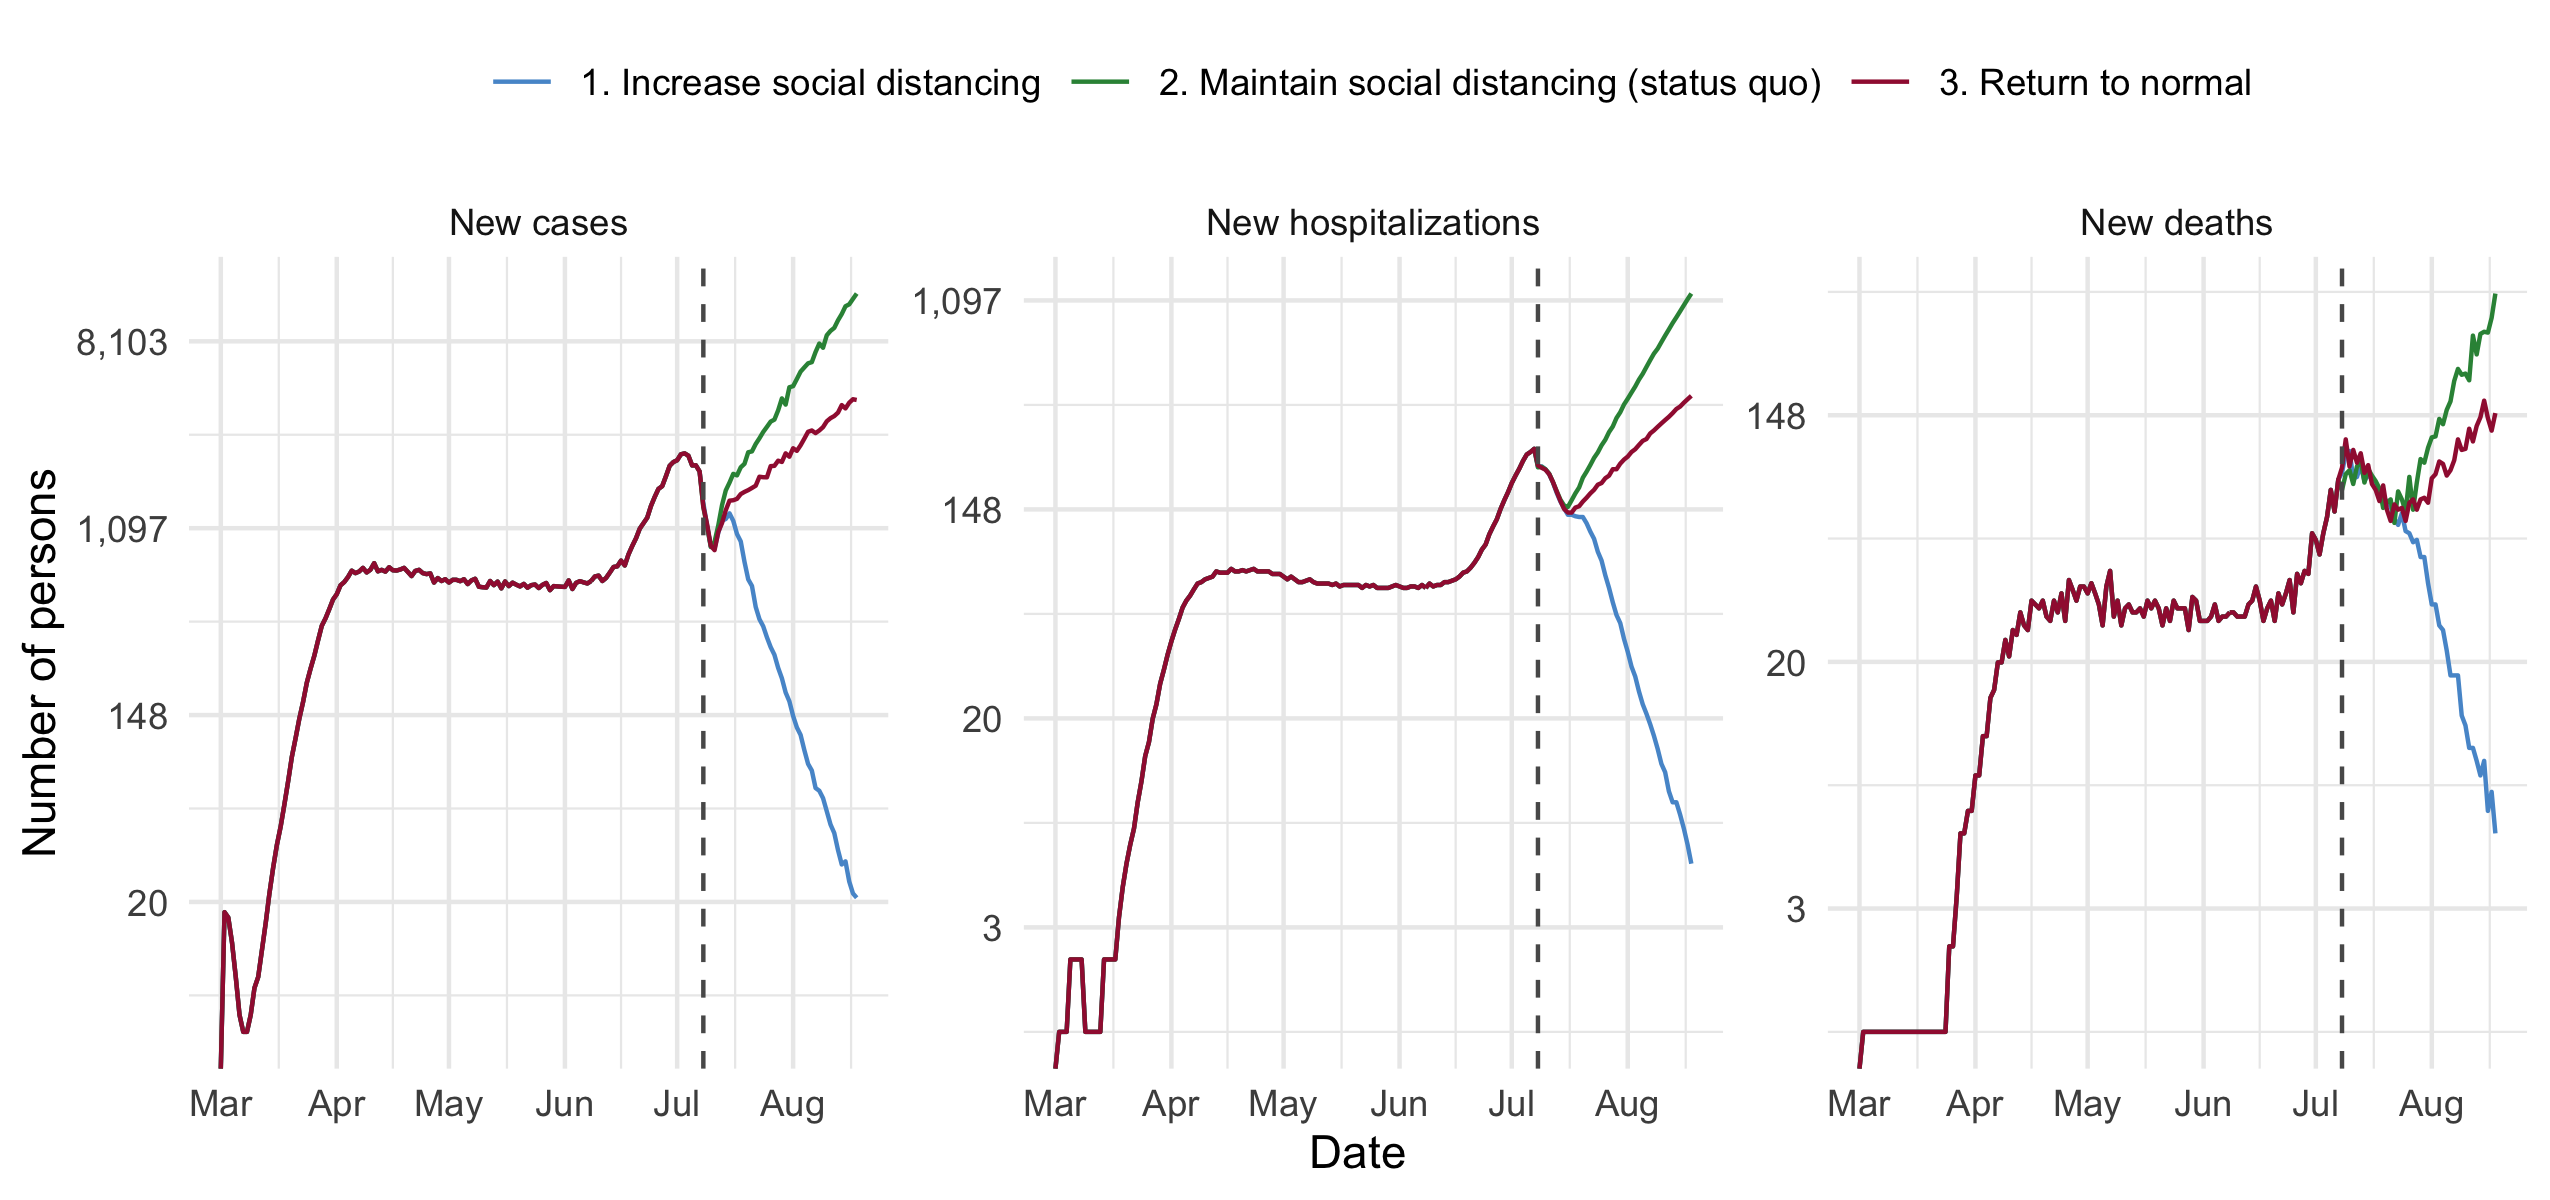 1. Increase social distancing 2. Maintain social distancing (status quo) 3. Return to normal
New cases New hospitalizations New deaths
Number of persons
8,103
1,097
148
20
1,097
148
20
3
148
20
3
Mar Apr May Jun Jul Aug Mar Apr May Jun Jul Aug Mar Apr May Jun Jul Aug
Date